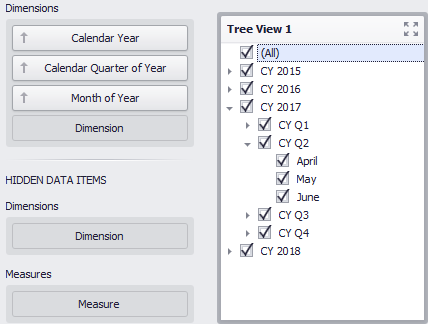 Dimensions
Calendar Year
Calendar Quarter of Year
Month of Year
Dimension
HIDDEN DATA ITEMS
Dimensions
Dimension
Measures
Measure
Tree View 1
(All)
CY 2015
CY 2016
CY 2017
CY Q1
CY Q2
April
May
June
CY Q3
CY Q4
CY 2018